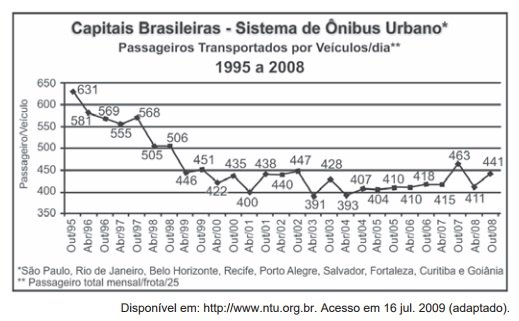 Capitais Brasileiras - Sistema de Ônibus Urbano*
Passageiros Transportados por Veículos/dia**
1995 a 2008
Passageiro/Veículo
650
600
550
500
450
400
350
631
581
569
555
568
505
506
446
451
422
435
400
438
440
447
391
428
393
407
404
410
410
418
415
463
411
441
Out/95
Abr/96
Out/96
Abr/97
Out/97
Abr/98
Out/98
Abr/99
Out/99
Abr/00
Out/00
Abr/01
Out/01
Abr/02
Out/02
Abr/03
Out/03
Abr/04
Out/04
Abr/05
Out/05
Abr/06
Out/06
Abr/07
Out/07
Abr/08
Out/08
*São Paulo, Rio de Janeiro, Belo Horizonte, Recife, Porto Alegre, Salvador, Fortaleza, Curitiba e Goiânia
** Passageiro total mensal/frota/25
Disponível em: http://www.ntu.org.br. Acesso em 16 jul. 2009 (adaptado).